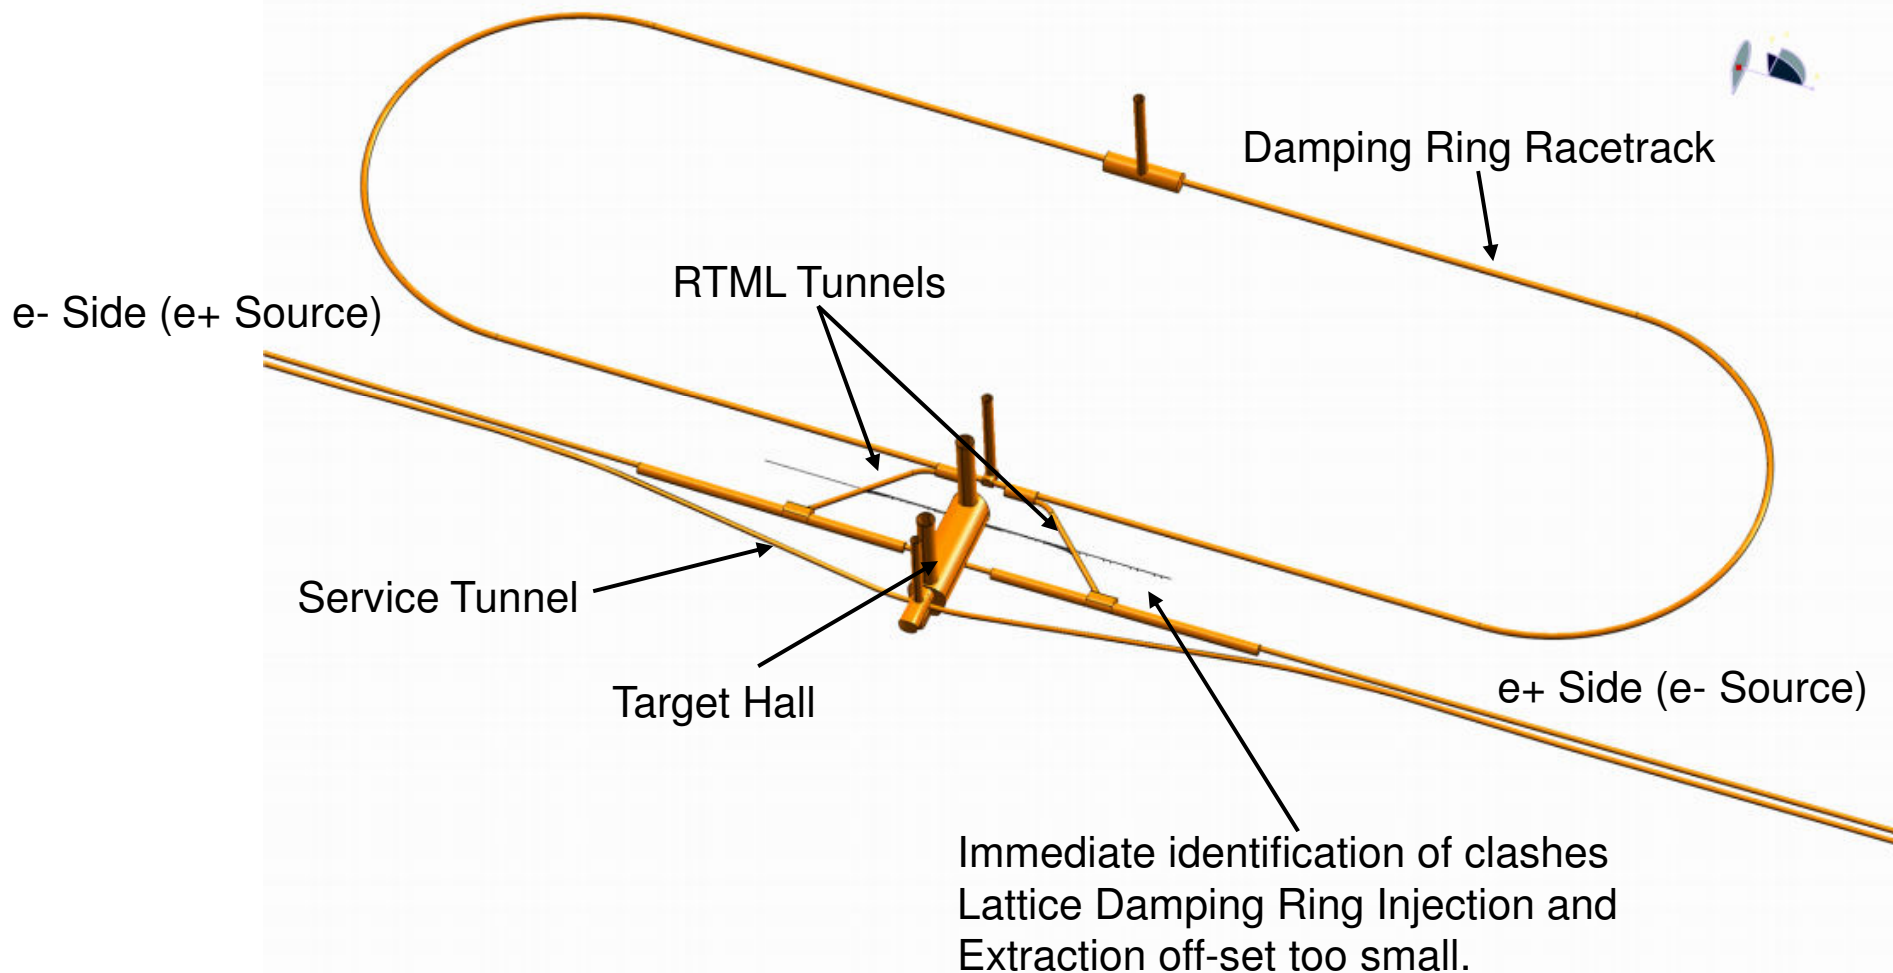 Damping Ring Racetrack
RTML Tunnels
e- Side (e+ Source)
Service Tunnel
Target Hall
e+ Side (e- Source)
Immediate identification of clashes
Lattice Damping Ring Injection and
Extraction off-set too small.